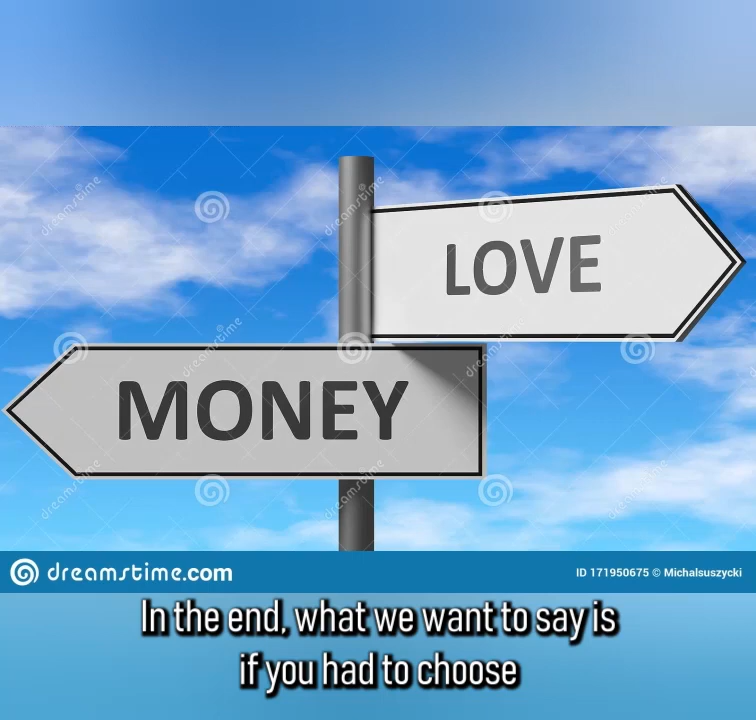 LOVE
MONEY
dreamstime.com
ID 171950675 © Michalsuszycki
In the end, what we want to say is
if you had to choose